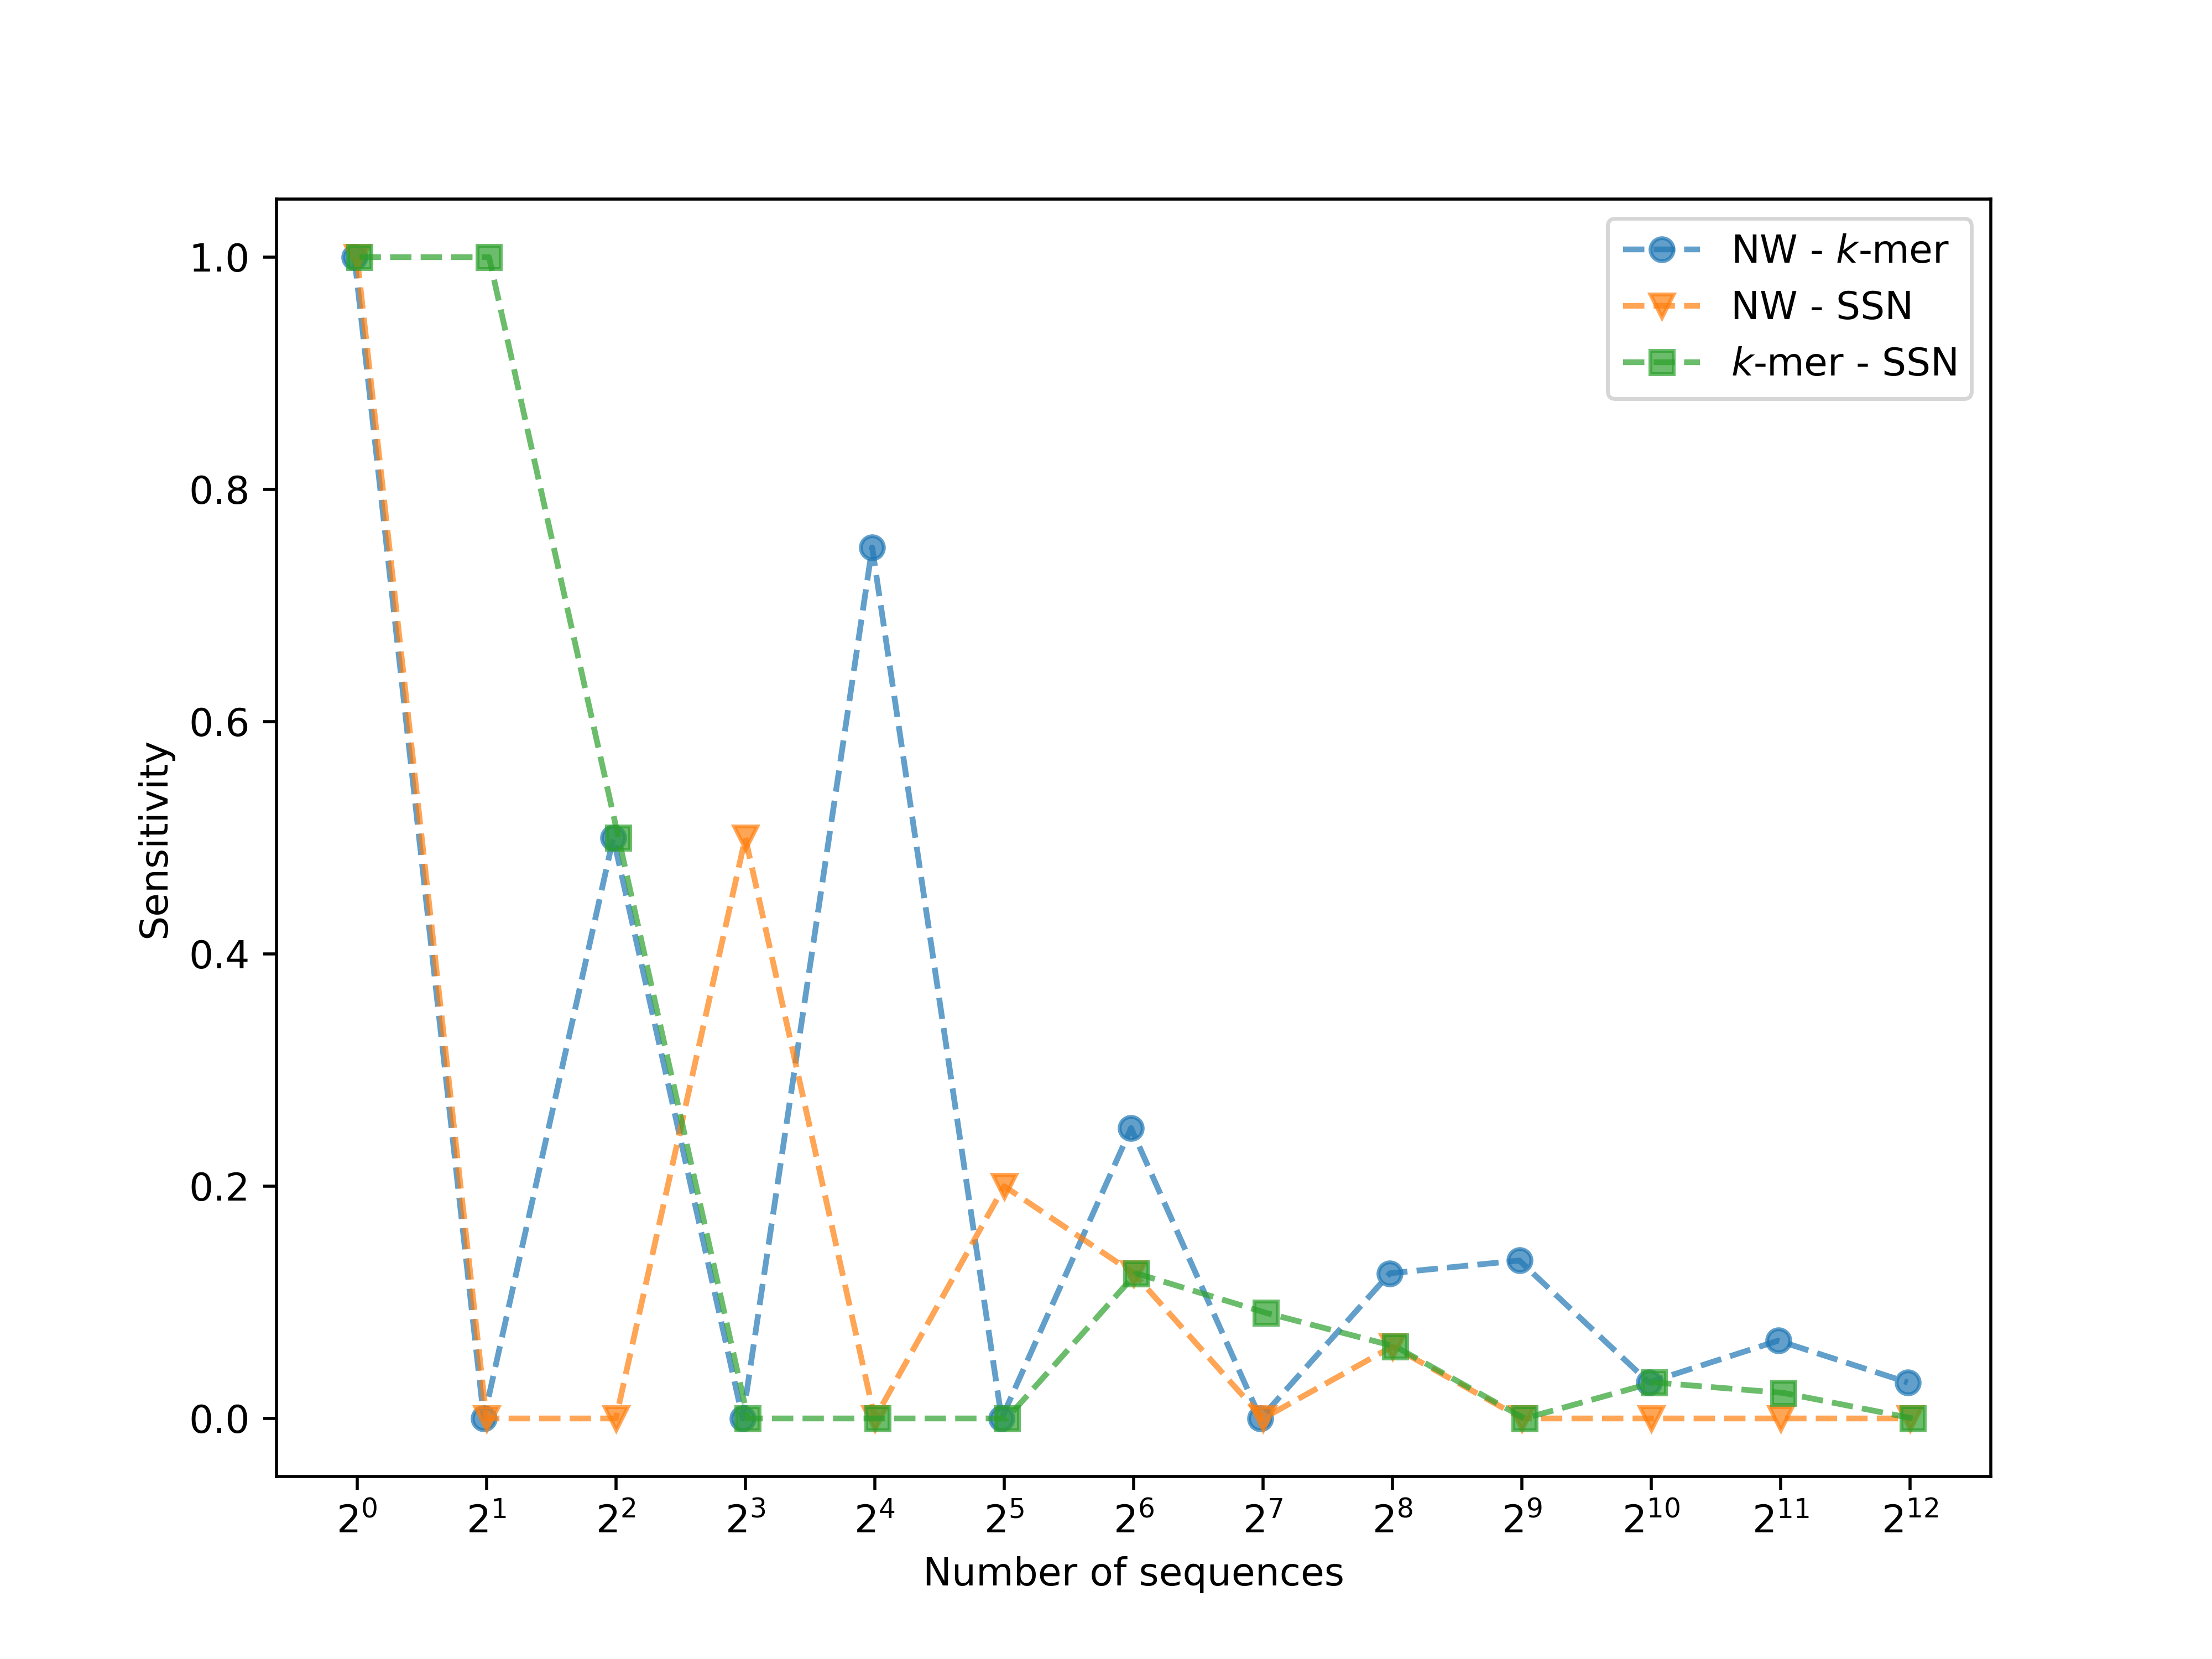 NW - k-mer
NW - SSN
k-mer - SSN
1.0
0.8
0.6
0.4
0.2
0.0
Sensitivity
2⁰ 2¹ 2² 2³ 2⁴ 2⁵ 2⁶ 2⁷ 2⁸ 2⁹ 2¹⁰ 2¹¹ 2¹²
Number of sequences